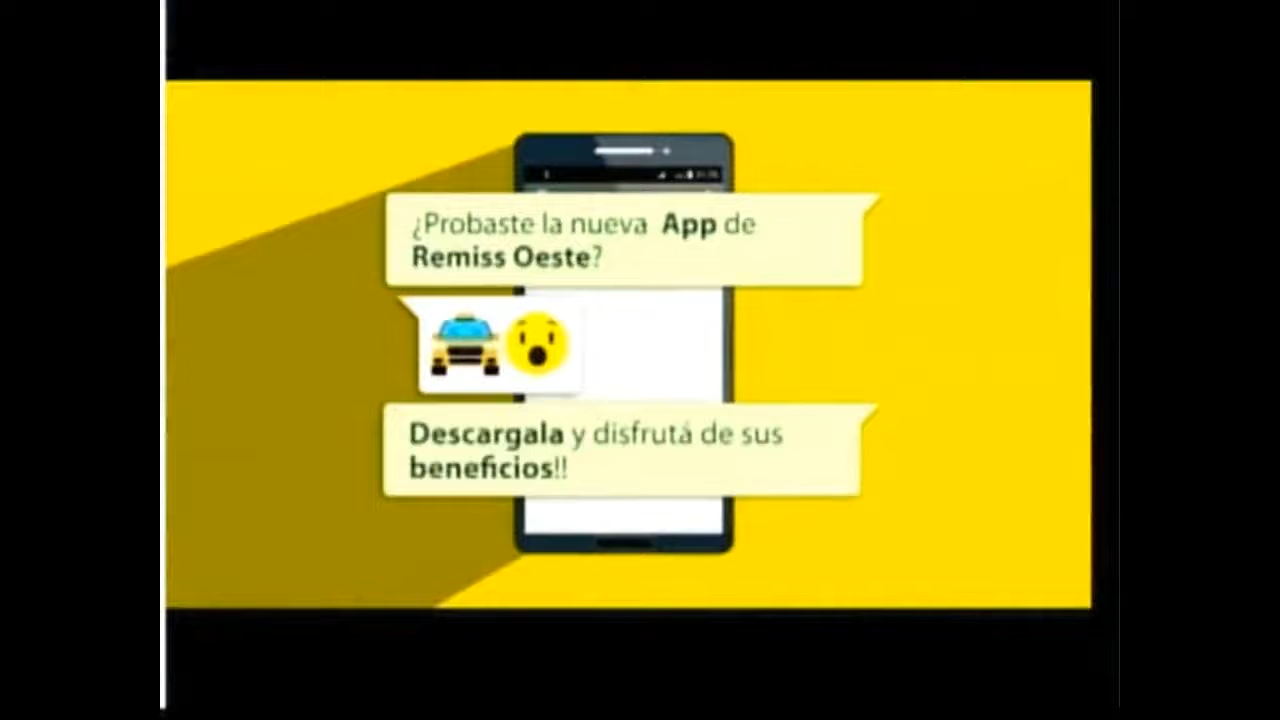 ¿Probaste la nueva App de
Remiss Oeste?
Descargala y disfrutá de sus
beneficios!!